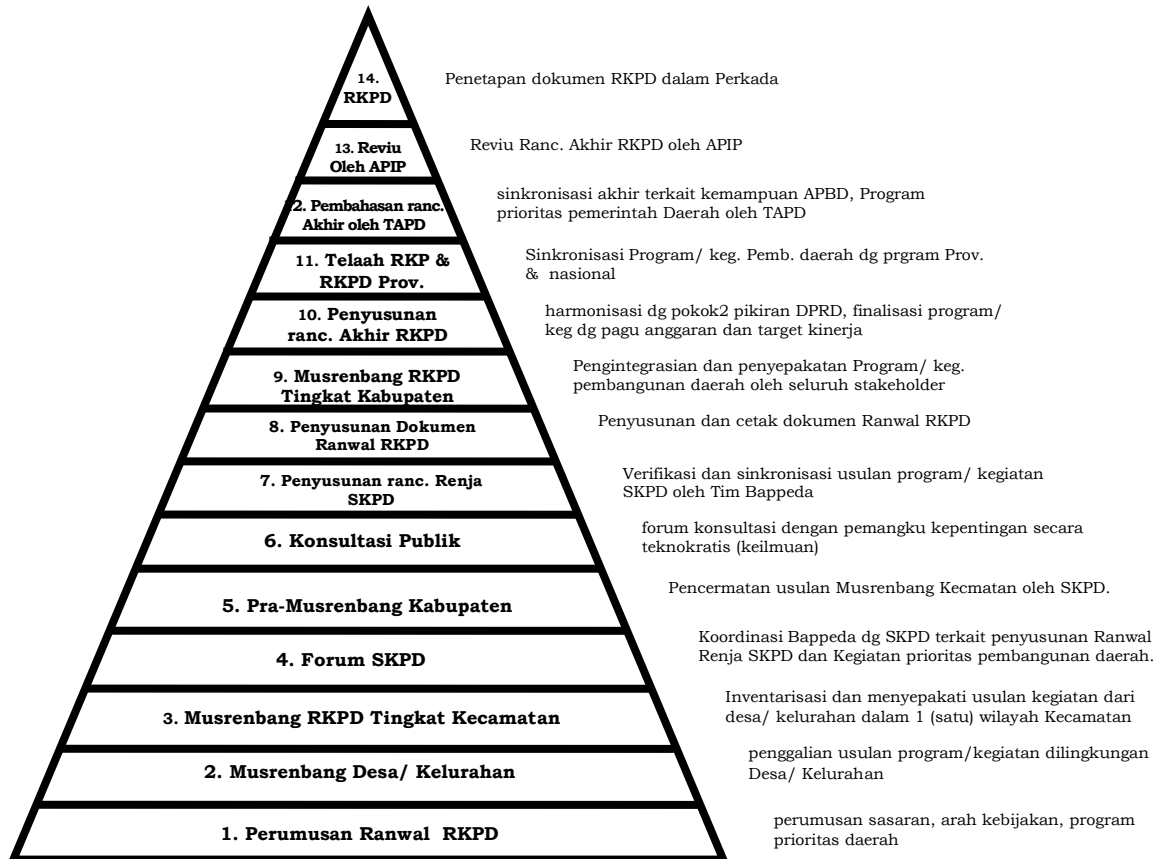 14.
RKPD
Penetapan dokumen RKPD dalam Perkada
13. Reviu
Oleh APIP
Reviu Ranc. Akhir RKPD oleh APIP
2. Pembahasan ranc.
Akhir oleh TAPD
sinkronisasi akhir terkait kemampuan APBD, Program
prioritas pemerintah Daerah oleh TAPD
11. Telaah RKP &
RKPD Prov.
Sinkronisasi Program/ keg. Pemb. daerah dg prgram Prov.
& nasional
10. Penyusunan
ranc. Akhir RKPD
harmonisasi dg pokok2 pikiran DPRD, finalisasi program/
keg dg pagu anggaran dan target kinerja
9. Musrenbang RKPD
Tingkat Kabupaten
Pengintegrasian dan penyepakatan Program/ keg.
pembangunan daerah oleh seluruh stakeholder
8. Penyusunan Dokumen
Ranwal RKPD
Penyusunan dan cetak dokumen Ranwal RKPD
7. Penyusunan ranc. Renja
SKPD
Verifikasi dan sinkronisasi usulan program/ kegiatan
SKPD oleh Tim Bappeda
6. Konsultasi Publik
forum konsultasi dengan pemangku kepentingan secara
teknokratis (keilmuan)
5. Pra-Musrenbang Kabupaten
Pencermatan usulan Musrenbang Kecmatan oleh SKPD.
4. Forum SKPD
Koordinasi Bappeda dg SKPD terkait penyusunan Ranwal
Renja SKPD dan Kegiatan prioritas pembangunan daerah.
3. Musrenbang RKPD Tingkat Kecamatan
Inventarisasi dan menyepakati usulan kegiatan dari
desa/ kelurahan dalam 1 (satu) wilayah Kecamatan
2. Musrenbang Desa/ Kelurahan
penggalian usulan program/kegiatan dilingkungan
Desa/ Kelurahan
1. Perumusan Ranwal RKPD
perumusan sasaran, arah kebijakan, program
prioritas daerah